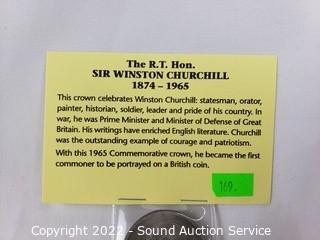 The R.T. Hon.
SIR WINSTON CHURCHILL
1874 – 1965
This crown celebrates Winston Churchill: statesman, orator,
painter, historian, soldier, leader and pride of his country. In
war, he was Prime Minister and Minister of Defense of Great
Britain. His writings have enriched English literature. Churchill
was the outstanding example of courage and patriotism.
With this 1965 Commemorative crown, he became the first
commoner to be portrayed on a British coin.
169.
Copyright 2022 - Sound Auction Service